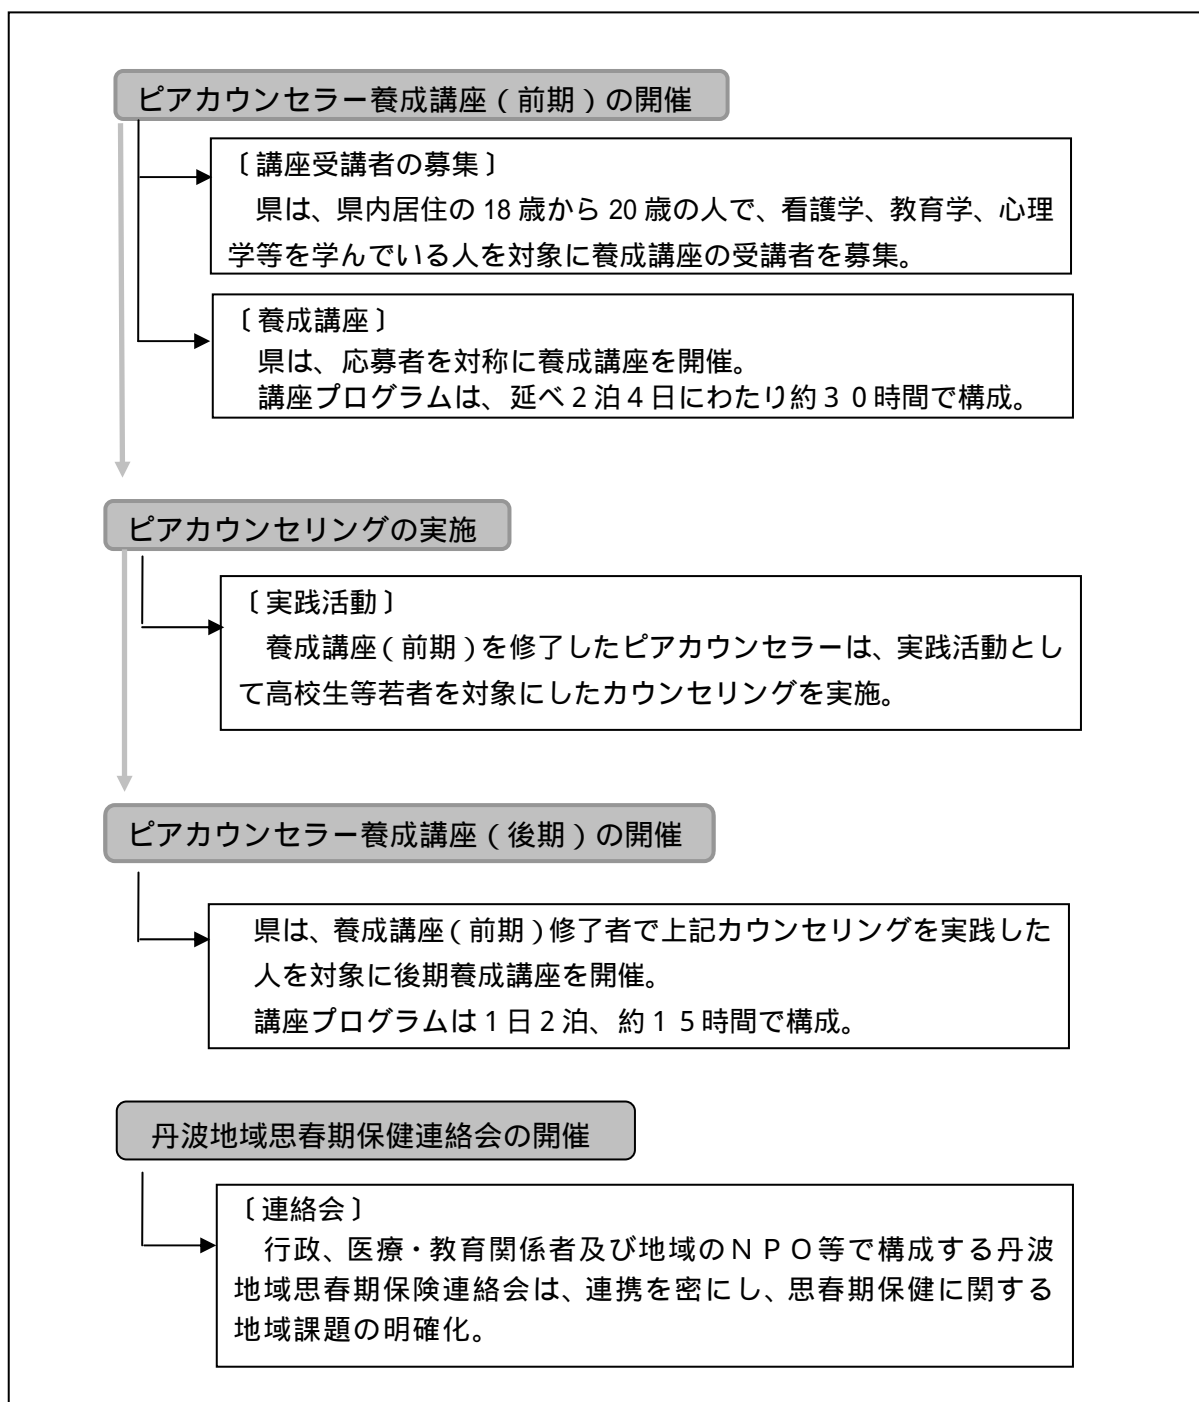 ピアカウンセラー養成講座(前期)の開催
〔講座受講者の募集〕
県は、県内居住の18歳から20歳の人で、看護学、教育学、心理
学等を学んでいる人を対象に養成講座の受講者を募集。
〔養成講座〕
県は、応募者を対称に養成講座を開催。
講座プログラムは、延べ2泊4日にわたり約30時間で構成。
ピアカウンセリングの実施
〔実践活動〕
養成講座(前期)を修了したピアカウンセラーは、実践活動とし
て高校生等若者を対象にしたカウンセリングを実施。
ピアカウンセラー養成講座(後期)の開催
県は、養成講座(前期)修了者で上記カウンセリングを実践した
人を対象に後期養成講座を開催。
講座プログラムは1日2泊、約15時間で構成。
丹波地域思春期保健連絡会の開催
〔連絡会〕
行政、医療・教育関係者及び地域のNPO等で構成する丹波
地域思春期保険連絡会は、連携を密にし、思春期保健に関する
地域課題の明確化。